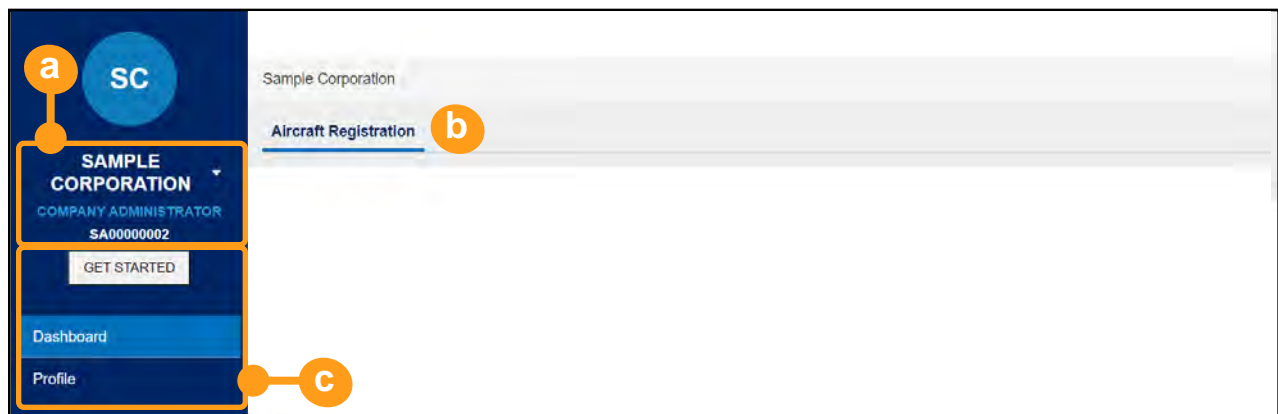 a
SC
Sample Corporation
Aircraft Registration
b
SAMPLE
CORPORATION
COMPANY ADMINISTRATOR
SA00000002
GET STARTED
Dashboard
Profile
c